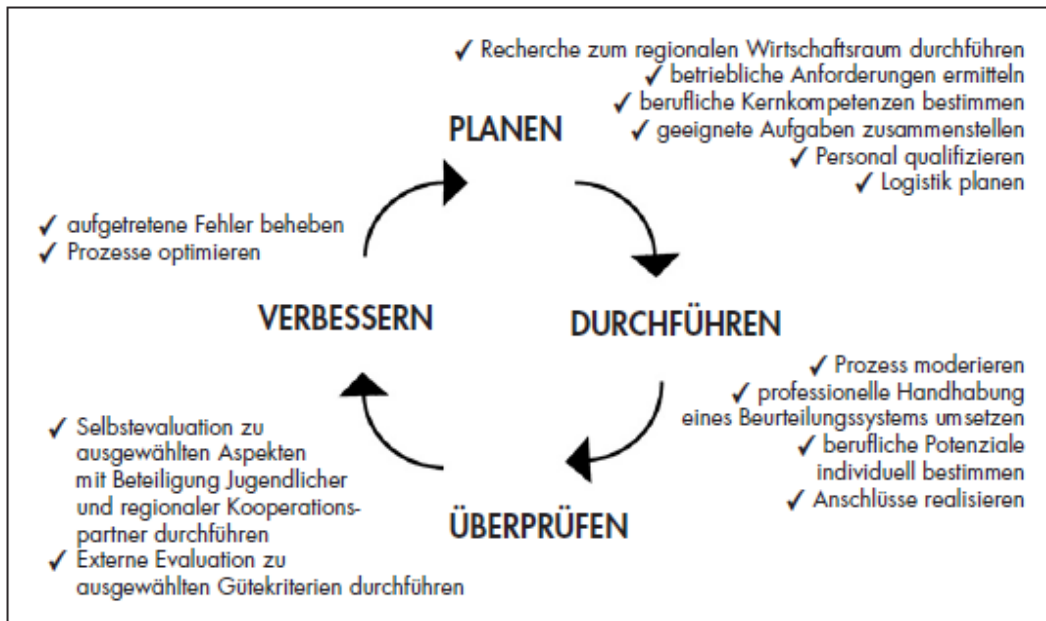 PLANEN
✓ Recherche zum regionalen Wirtschaftsraum durchführen
✓ betriebliche Anforderungen ermitteln
✓ berufliche Kernkompetenzen bestimmen
✓ geeignete Aufgaben zusammenstellen
✓ Personal qualifizieren
✓ Logistik planen
DURCHFÜHREN
✓ Prozess moderieren
✓ professionelle Handhabung
eines Beurteilungssystems umsetzen
✓ berufliche Potenziale
individuell bestimmen
✓ Anschlüsse realisieren
ÜBERPRÜFEN
✓ Selbstevaluation zu
ausgewählten Aspekten
mit Beteiligung Jugendlicher
und regionaler Kooperations-
partner durchführen
✓ Externe Evaluation zu
ausgewählten Gütekriterien durchführen
VERBESSERN
✓ aufgetretene Fehler beheben
✓ Prozesse optimieren